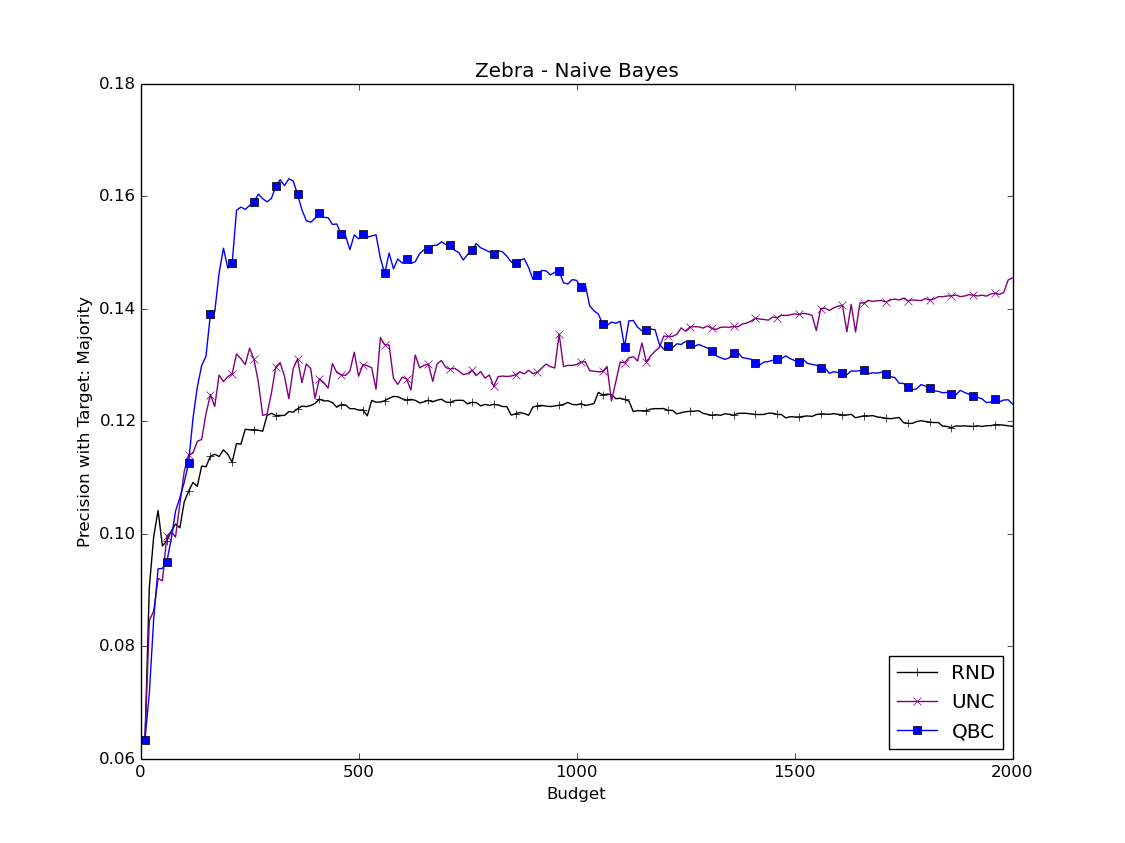 Zebra - Naive Bayes
0.18
0.16
0.14
0.12
0.10
0.08
0.06
Precision with Target: Majority
0
500
1000
1500
2000
Budget
RND
UNC
QBC